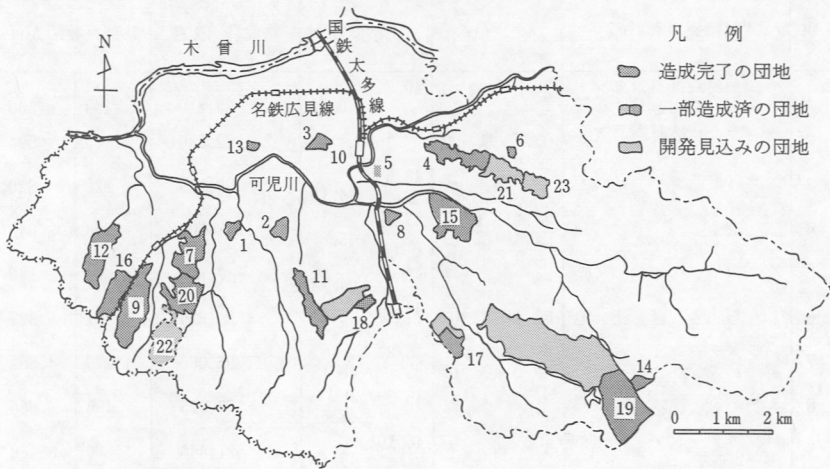 八
国鉄太多線
木曾川
N
名鉄広見線
可児川
凡例
造成完了の団地
一部造成済の団地
開発見込みの団地
13
3
10
5
4
6
21
23
15
8
2
1
7
12
16
9
20
22
11
18
17
14
19
0 1 2 km